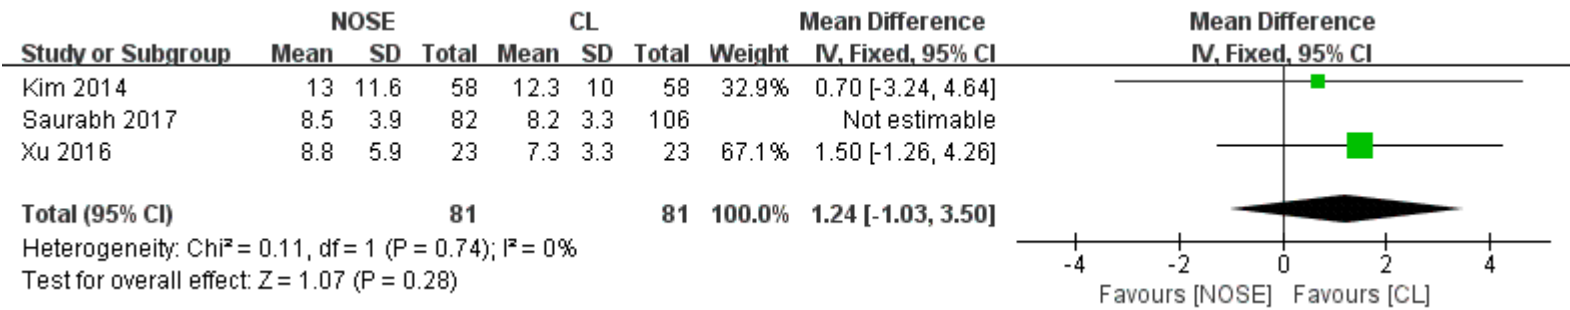 NOSE CL Mean Difference Mean Difference
Study or Subgroup Mean SD Total Mean SD Total Weight IV, Fixed, 95% CI IV, Fixed, 95% CI
Kim 2014 13 11.6 58 12.3 10 58 32.9% 0.70 [-3.24, 4.64]
Saurabh 2017 8.5 3.9 82 8.2 3.3 106 Not estimable
Xu 2016 8.8 5.9 23 7.3 3.3 23 67.1% 1.50 [-1.26, 4.26]
Total (95% CI) 81 81 100.0% 1.24 [-1.03, 3.50]
Heterogeneity: Chi² = 0.11, df = 1 (P = 0.74); I² = 0%
Test for overall effect: Z = 1.07 (P = 0.28)
-4 -2 0 2 4
Favours [NOSE] Favours [CL]